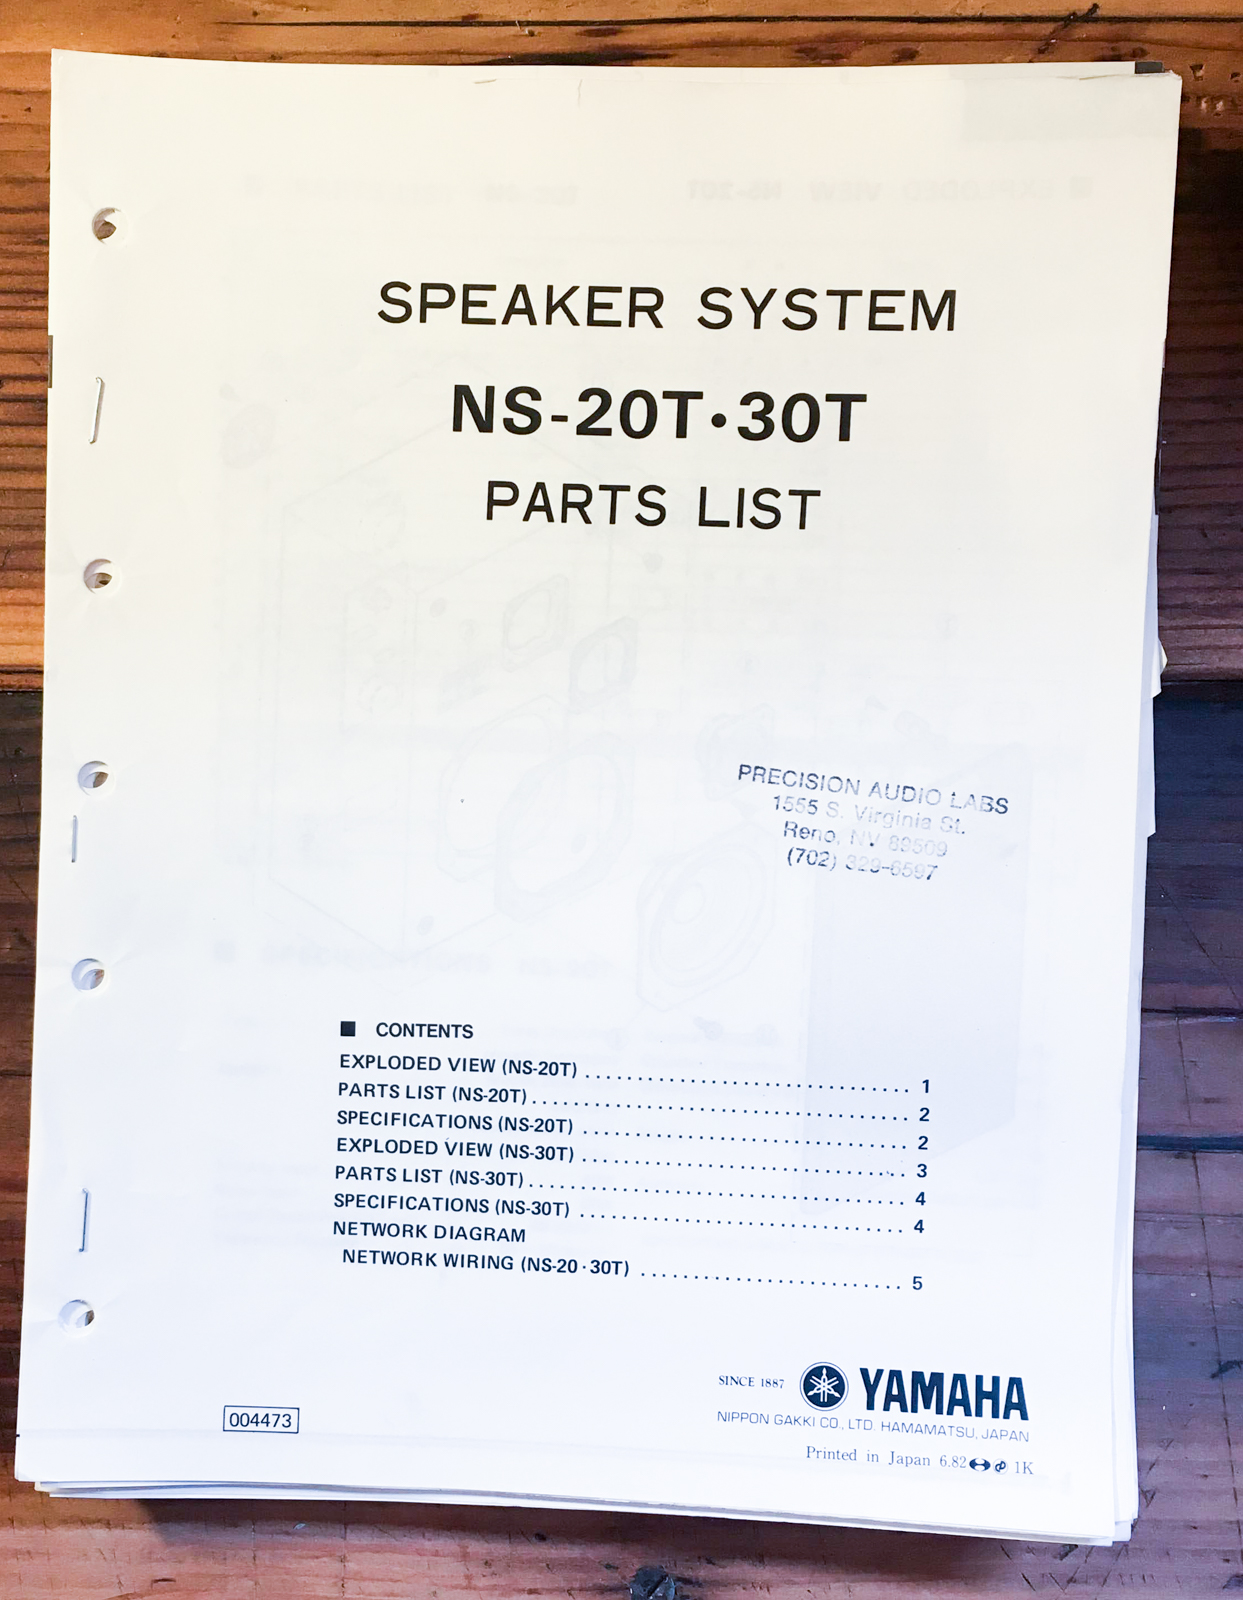 SPEAKER SYSTEM
NS-20T•30T
PARTS LIST
PRECISION AUDIO LABS
1555 S. Virginia St.
Reno, NV 89509
(702) 329-6597
■ CONTENTS
EXPLODED VIEW (NS-20T) ............................... 1
PARTS LIST (NS-20T) .................................... 2
SPECIFICATIONS (NS-20T) ............................... 2
EXPLODED VIEW (NS-30T) ............................... 3
PARTS LIST (NS-30T) .................................... 4
SPECIFICATIONS (NS-30T) ............................... 4
NETWORK DIAGRAM
NETWORK WIRING (NS-20·30T) ......................... 5
SINCE 1887 YAMAHA
NIPPON GAKKI CO., LTD. HAMAMATSU, JAPAN
004473
Printed in Japan 6.82 1K